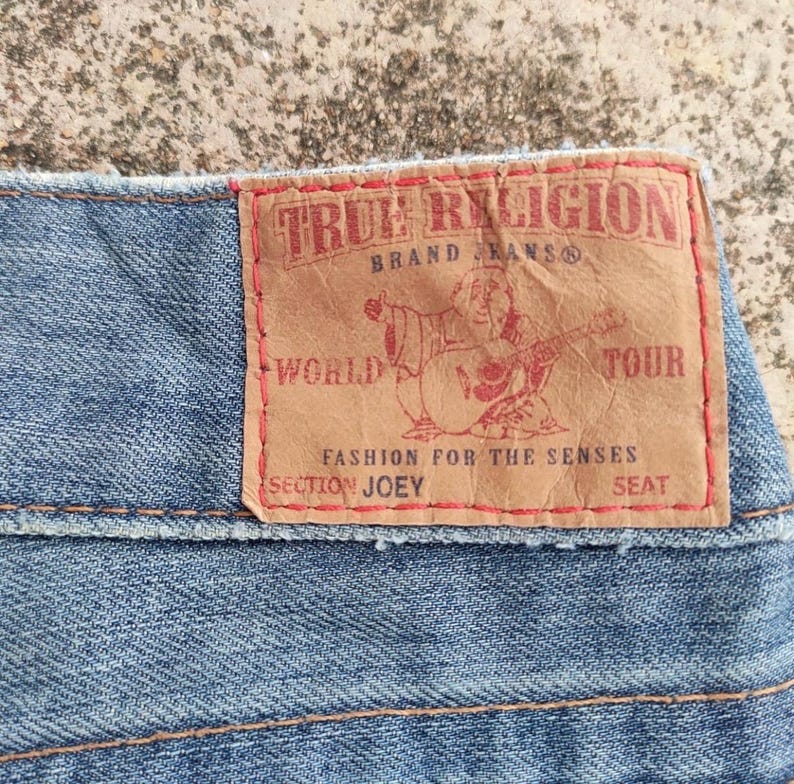 TRUE RELIGION
BRAND JEANS®
WORLD TOUR
FASHION FOR THE SENSES
SECTION JOEY SEAT